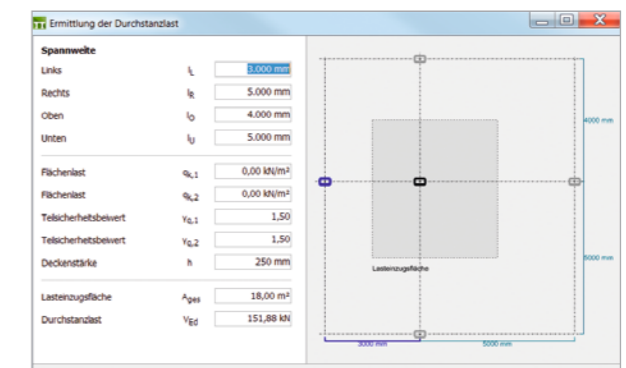 Ermittlung der Durchstanzlast
Spannweite
Links lL 3.000 mm
Rechts lR 5.000 mm
Oben lO 4.000 mm
Unten lU 5.000 mm
Flächenlast qk,1 0,00 kN/m²
Flächenlast qk,2 0,00 kN/m²
Teilsicherheitsbeiwert γQ,1 1,50
Teilsicherheitsbeiwert γQ,2 1,50
Deckenstärke h 250 mm
Lasteinzugsfläche Ages 18,00 m²
Durchstanzlast VEd 151,88 kN
4000 mm
5000 mm
Lasteinzugsfläche
3000 mm
5000 mm